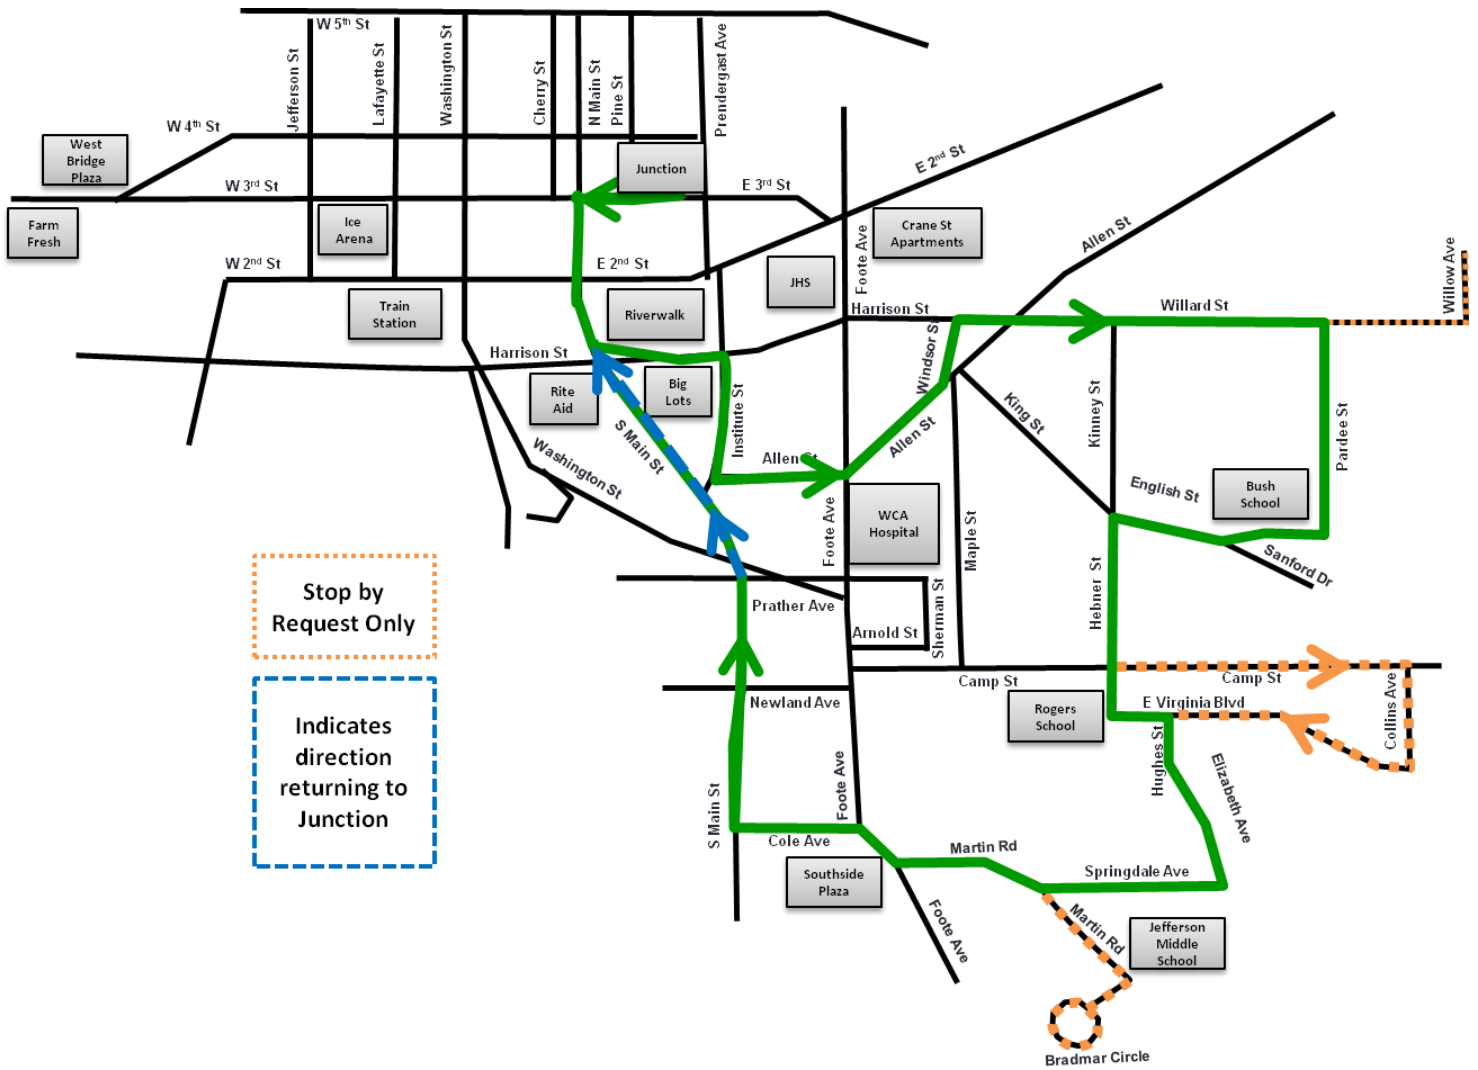 W 5th St
Jefferson St
Lafayette St
Washington St
Cherry St
N Main St
Pine St
Prendergast Ave
W 4th St
West
Bridge
Plaza
Junction
E 2nd St
W 3rd St
E 3rd St
Farm
Fresh
Ice
Arena
Crane St
Apartments
Allen St
Foote Ave
W 2nd St
E 2nd St
JHS
Willow Ave
Train
Station
Riverwalk
Harrison St
Willard St
Harrison St
Windsor St
Rite
Aid
Big
Lots
Institute St
King St
Kinney St
Pardee St
S Main St
Allen St
Allen St
Washington St
English St
Bush
School
WCA
Hospital
Foote Ave
Maple St
Sanford Dr
Stop by
Request Only
Prather Ave
Hebner St
Sherman St
Arnold St
Camp St
Camp St
Indicates
direction
returning to
Junction
Newland Ave
Rogers
School
E Virginia Blvd
Collins Ave
Hughes St
Elizabeth Ave
Foote Ave
S Main St
Cole Ave
Martin Rd
Southside
Plaza
Springdale Ave
Foote Ave
Martin Rd
Jefferson
Middle
School
Bradmar Circle